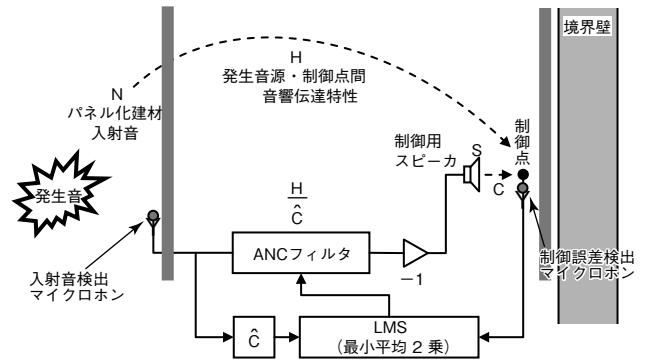 境界壁
H
発生音源・制御点間
音響伝達特性
N
パネル化建材
入射音
制御点
制御用
スピーカ
S
C
発生音
H
Ĉ
ANCフィルタ
−1
入射音検出
マイクロホン
制御誤差検出
マイクロホン
Ĉ
LMS
(最小平均 2 乗)